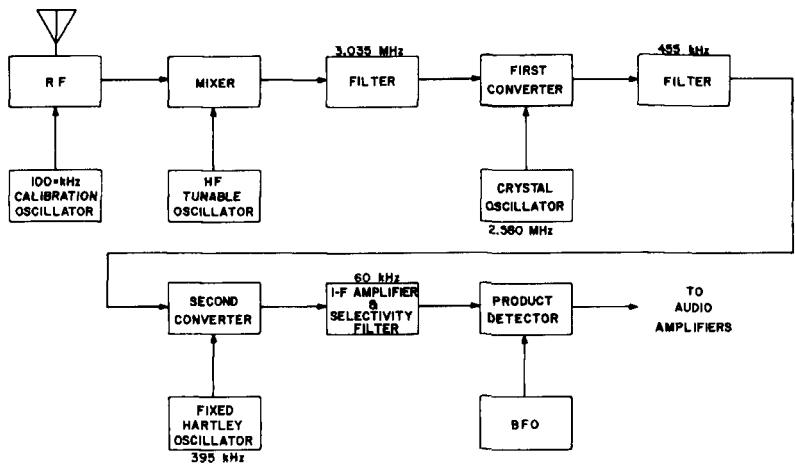 3.035 MHz
455 kHz
RF
MIXER
FILTER
FIRST
CONVERTER
FILTER
100-kHz
CALIBRATION
OSCILLATOR
HF
TUNABLE
OSCILLATOR
CRYSTAL
OSCILLATOR
2.580 MHz
60 kHz
SECOND
CONVERTER
I-F AMPLIFIER
&
SELECTIVITY
FILTER
PRODUCT
DETECTOR
TO
AUDIO
AMPLIFIERS
FIXED
HARTLEY
OSCILLATOR
395 kHz
BFO